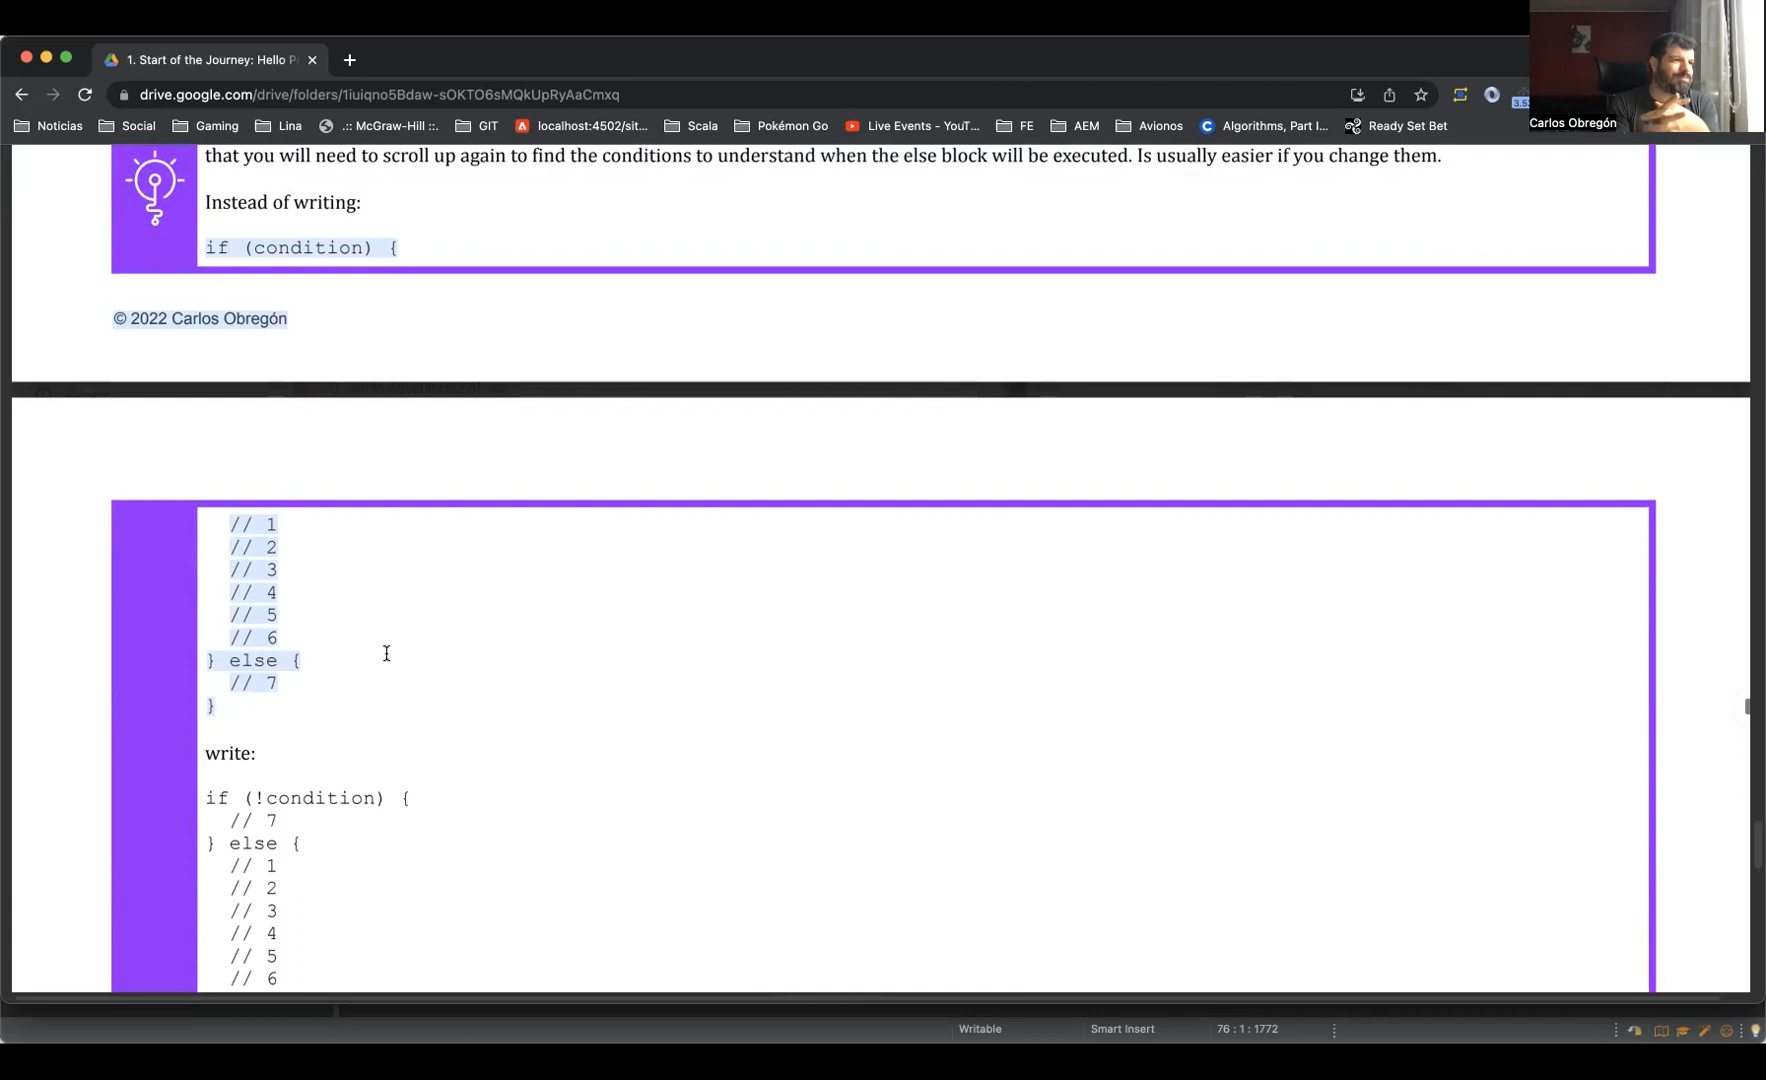 1. Start of the Journey: Hello P
drive.google.com/drive/folders/1iuiqno5Bdaw-sOKTO6sMQkUpRyAaCmxq
3.52
Carlos Obregón
Noticias Social Gaming Lina .:: McGraw-Hill ::. GIT localhost:4502/sit... Scala Pokémon Go Live Events - YouT... FE AEM Avionos Algorithms, Part I... Ready Set Bet
that you will need to scroll up again to find the conditions to understand when the else block will be executed. Is usually easier if you change them.
Instead of writing:
if (condition) {
© 2022 Carlos Obregón
// 1
// 2
// 3
// 4
// 5
// 6
} else {
// 7
}
write:
if (!condition) {
// 7
} else {
// 1
// 2
// 3
// 4
// 5
// 6
Writable Smart Insert 76 : 1 : 1772